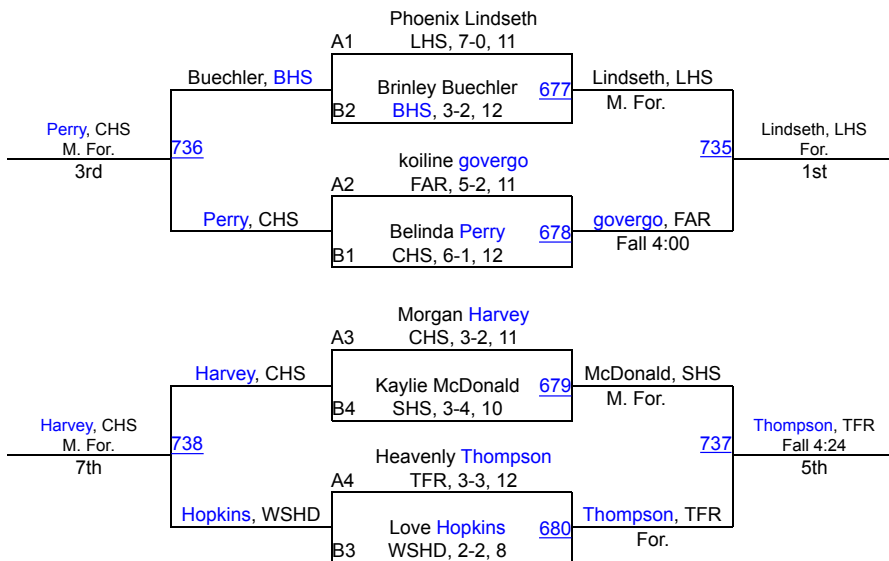 Phoenix Lindseth
A1
LHS, 7-0, 11
Buechler, BHS
Brinley Buechler
677
Lindseth, LHS
M. For.
B2
BHS, 3-2, 12
Perry, CHS
M. For.
3rd
736
735
Lindseth, LHS
For.
1st
koiline govergo
A2
FAR, 5-2, 11
Perry, CHS
Belinda Perry
678
govergo, FAR
Fall 4:00
B1
CHS, 6-1, 12
Morgan Harvey
A3
CHS, 3-2, 11
Harvey, CHS
Kaylie McDonald
679
McDonald, SHS
M. For.
B4
SHS, 3-4, 10
Harvey, CHS
M. For.
7th
738
737
Thompson, TFR
Fall 4:24
5th
Heavenly Thompson
A4
TFR, 3-3, 12
Hopkins, WSHD
Love Hopkins
680
Thompson, TFR
For.
B3
WSHD, 2-2, 8